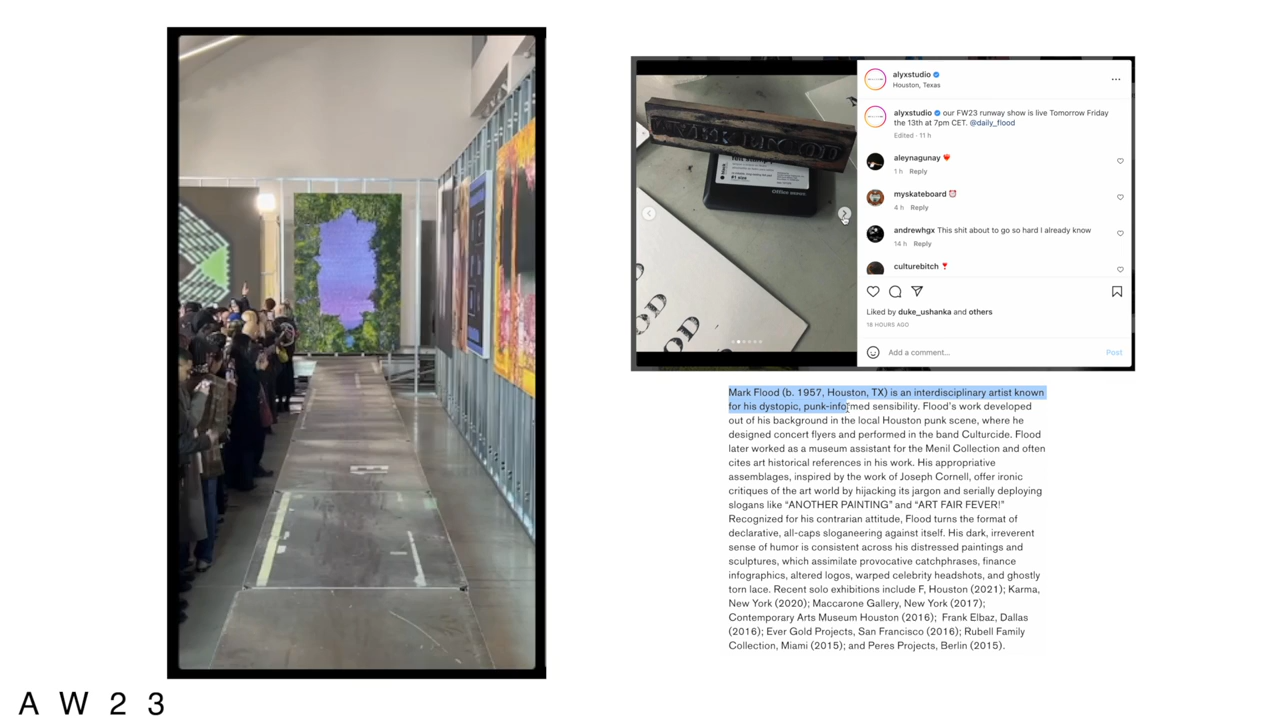 alyxstudio
Houston, Texas
alyxstudio our FW23 runway show is live Tomorrow Friday
the 13th at 7pm CET. @daily_flood
Edited · 11 h
aleynagunay
1 h Reply
myskateboard
4 h Reply
andrewhgx This shit about to go so hard I already know
14 h Reply
culturebitch
Liked by duke_ushanka and others
18 HOURS AGO
Add a comment... Post
Office
Mark Flood (b. 1957, Houston, TX) is an interdisciplinary artist known
for his dystopic, punk-informed sensibility. Flood's work developed
out of his background in the local Houston punk scene, where he
designed concert flyers and performed in the band Culturcide. Flood
later worked as a museum assistant for the Menil Collection and often
cites art historical references in his work. His appropriative
assemblages, inspired by the work of Joseph Cornell, offer ironic
critiques of the art world by hijacking its jargon and serially deploying
slogans like “ANOTHER PAINTING” and “ART FAIR FEVER!”
Recognized for his contrarian attitude, Flood turns the format of
declarative, all-caps sloganeering against itself. His dark, irreverent
sense of humor is consistent across his distressed paintings and
sculptures, which assimilate provocative catchphrases, finance
infographics, altered logos, warped celebrity headshots, and ghostly
torn lace. Recent solo exhibitions include F, Houston (2021); Karma,
New York (2020); Maccarone Gallery, New York (2017);
Contemporary Arts Museum Houston (2016); Frank Elbaz, Dallas
(2016); Ever Gold Projects, San Francisco (2016); Rubell Family
Collection, Miami (2015); and Peres Projects, Berlin (2015).
A W 2 3